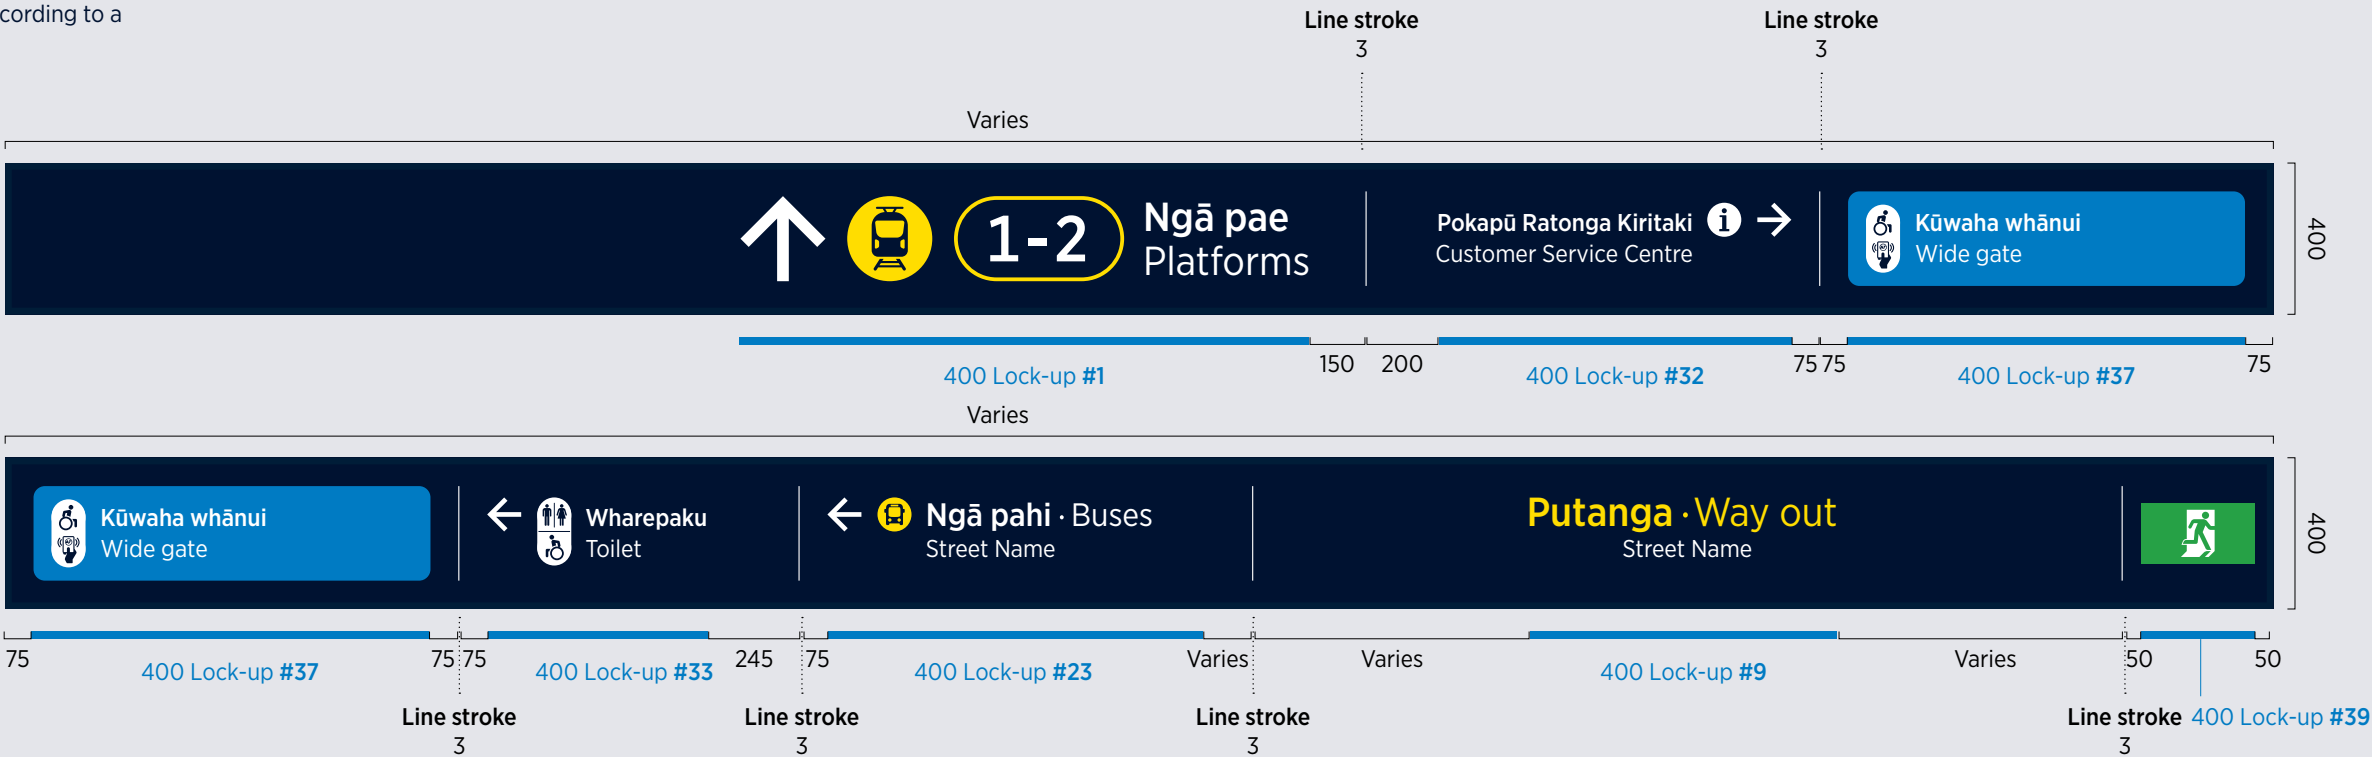 cording to a
Line stroke
3
Line stroke
3
Varies
1-2
Ngā pae
Platforms
Pokapū Ratonga Kiritaki
Customer Service Centre
Kūwaha whānui
Wide gate
400
400 Lock-up #1
150
200
400 Lock-up #32
75
75
400 Lock-up #37
75
Varies
Kūwaha whānui
Wide gate
Wharepaku
Toilet
Ngā pahi · Buses
Street Name
Putanga · Way out
Street Name
400
75
400 Lock-up #37
75
75
400 Lock-up #33
245
75
400 Lock-up #23
Varies
Varies
400 Lock-up #9
Varies
50
50
Line stroke
3
Line stroke
3
Line stroke
3
Line stroke
3
400 Lock-up #39